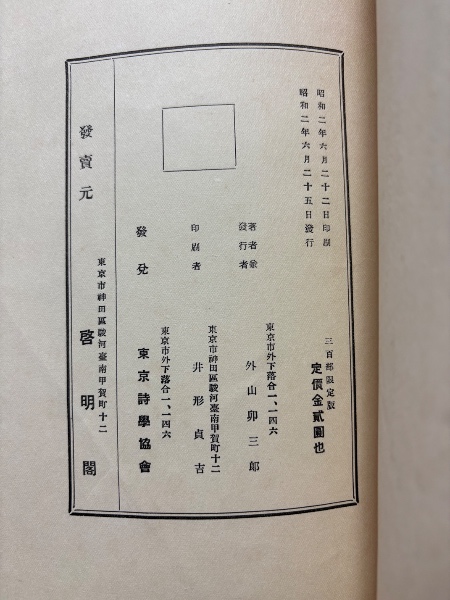 昭和二年六月二十二日印刷
昭和二年六月二十五日發行
三百部限定版
定價金貳圓也
著者兼
發行者
東京市外下落合一、一四六
外山卯三郎
印刷者
東京市神田區駿河臺南甲賀町十二
井形貞吉
發兌
東京市外下落合一、一四六
東京詩學協會
發賣元
東京市神田區駿河臺南甲賀町十二
啓明閣